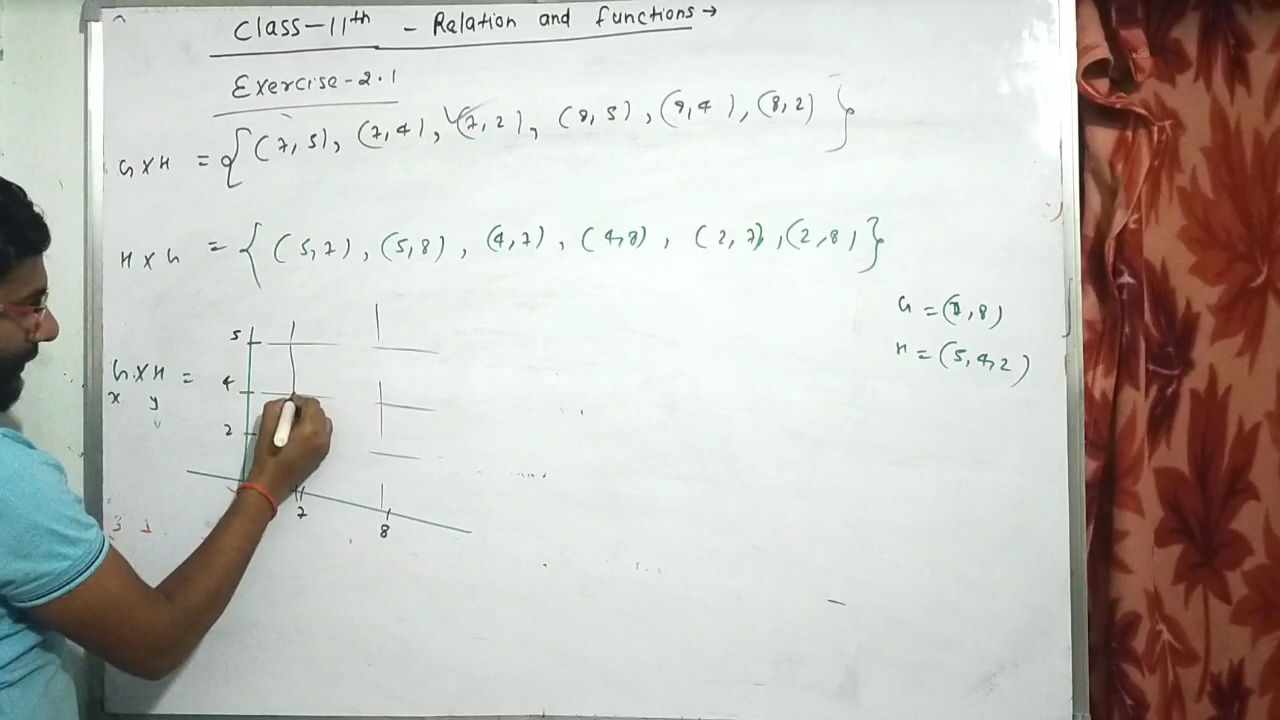 Class-11th - Relation and functions →
Exercise-2.1
G × H = { (7,5), (7,4), (7,2), (8,5), (8,4), (8,2) }
H × G = { (5,7), (5,8), (4,7), (4,8), (2,7), (2,8) }
G = (7,8)
H = (5,4,2)
G × H =
x y
5
4
2
7
8